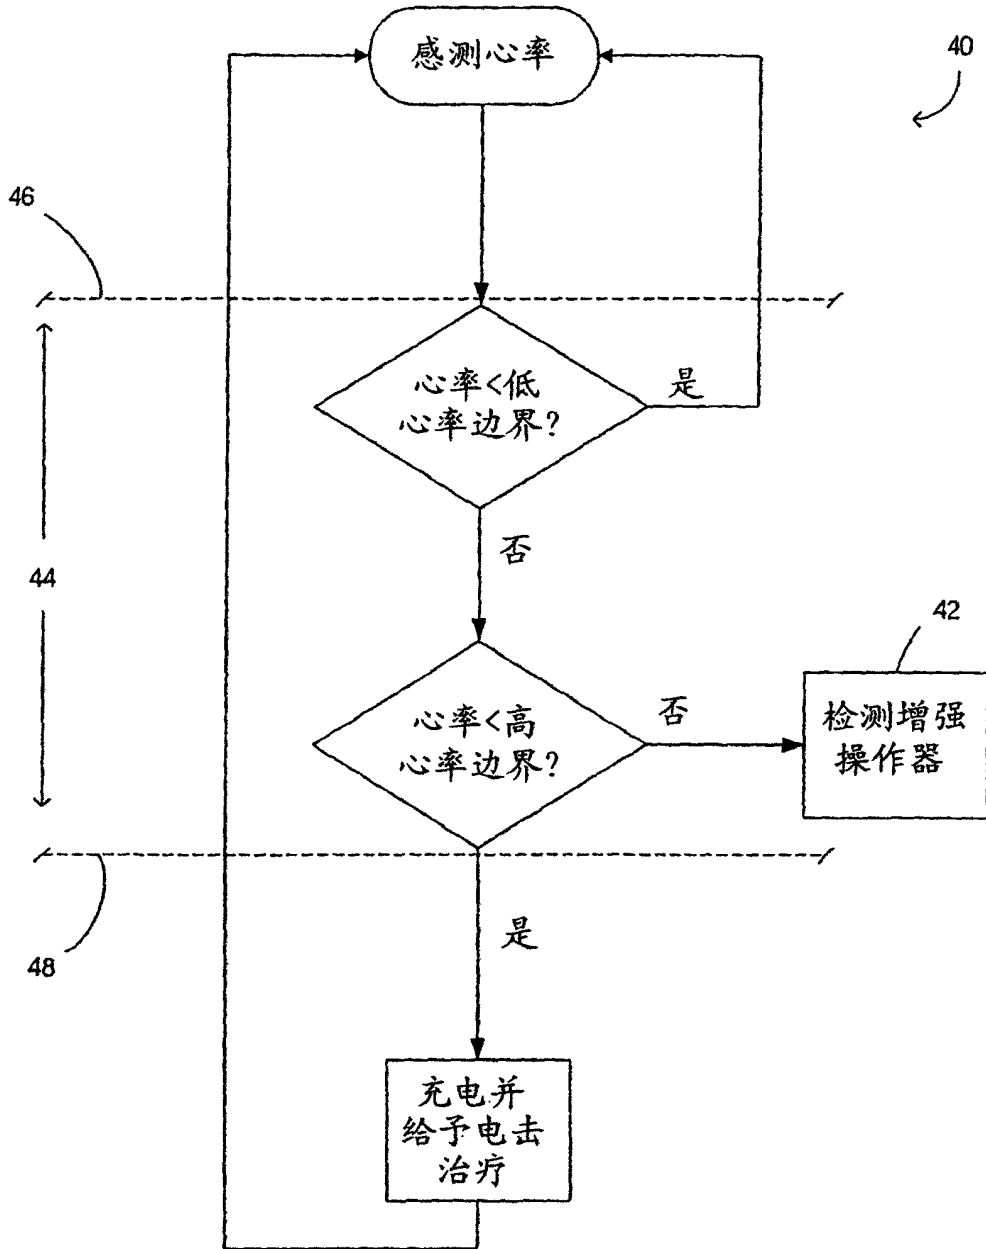 感测心率
40
46
心率<低
心率边界?
是
否
44
42
心率<高
心率边界?
否
检测增强
操作器
48
是
充电并
给予电击
治疗